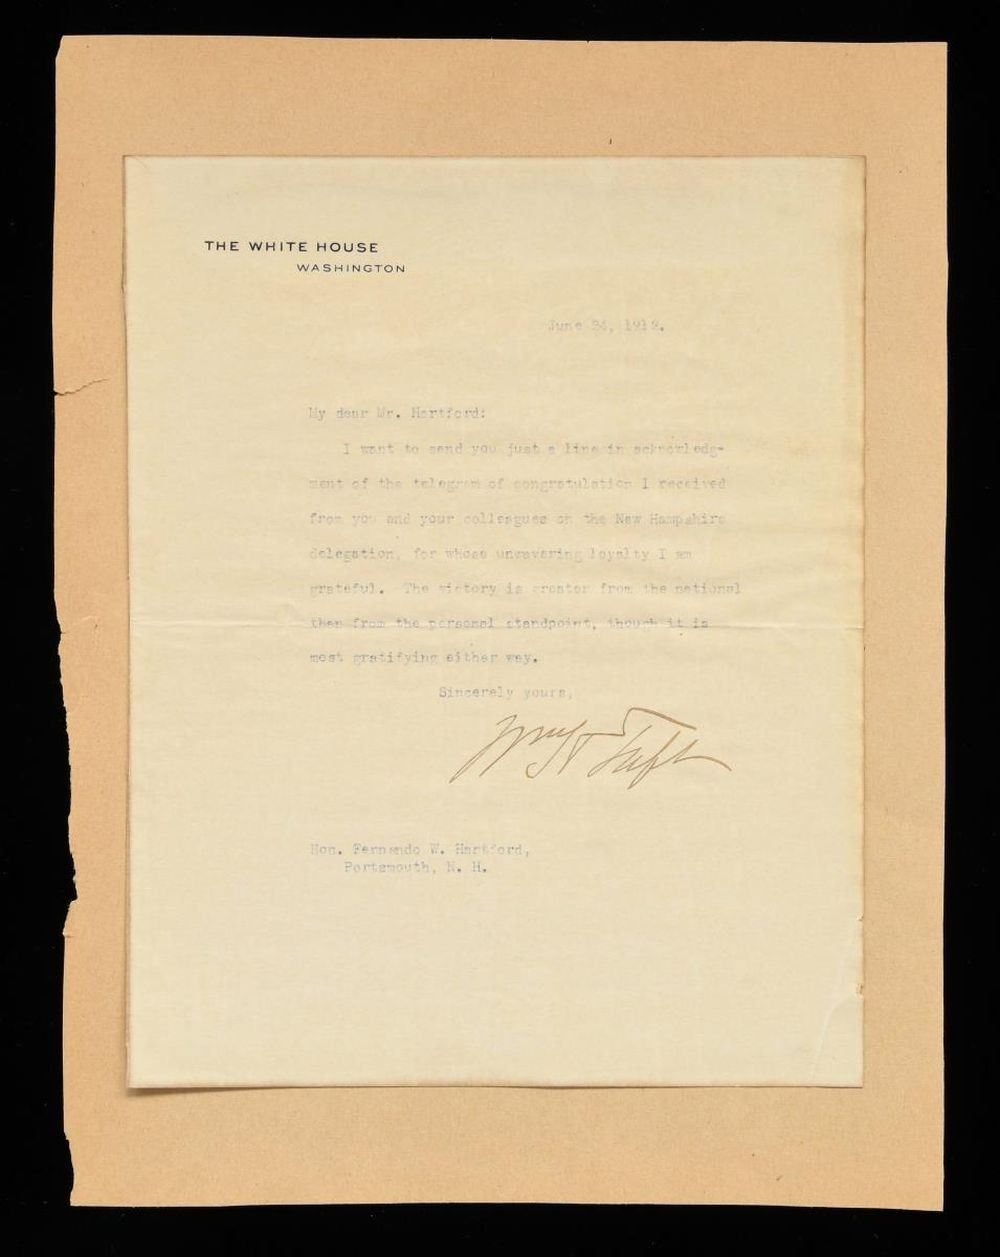 THE WHITE HOUSE
WASHINGTON
June 24, 1912.
My dear Mr. Hartford:
I want to send you just a line in acknowledg-
ment of the telegram of congratulation I received
from you and your colleagues on the New Hampshire
delegation, for whose unwavering loyalty I am
grateful. The victory is greater from the national
than from the personal standpoint, though it is
most gratifying either way.
Sincerely yours,
Wm H Taft
Hon. Fernando W. Hartford,
Portsmouth, N. H.